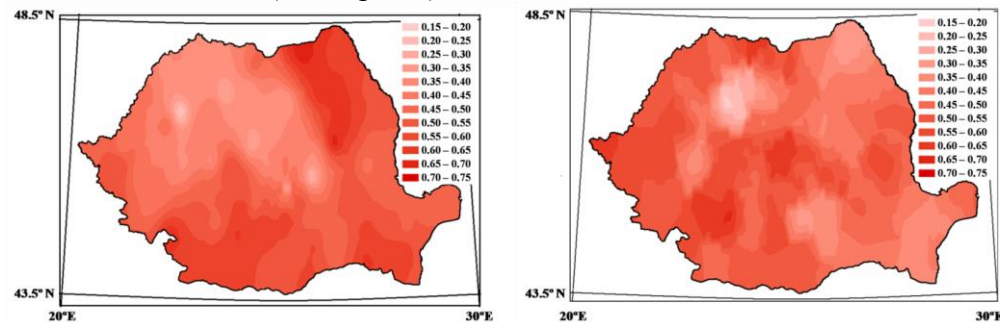 48.5° N
0.15 – 0.20
0.20 – 0.25
0.25 – 0.30
0.30 – 0.35
0.35 – 0.40
0.40 – 0.45
0.45 – 0.50
0.50 – 0.55
0.55 – 0.60
0.60 – 0.65
0.65 – 0.70
0.70 – 0.75
43.5° N
20°E
30°E
48.5° N
0.15 – 0.20
0.20 – 0.25
0.25 – 0.30
0.30 – 0.35
0.35 – 0.40
0.40 – 0.45
0.45 – 0.50
0.50 – 0.55
0.55 – 0.60
0.60 – 0.65
0.65 – 0.70
0.70 – 0.75
43.5° N
20°E
30°E